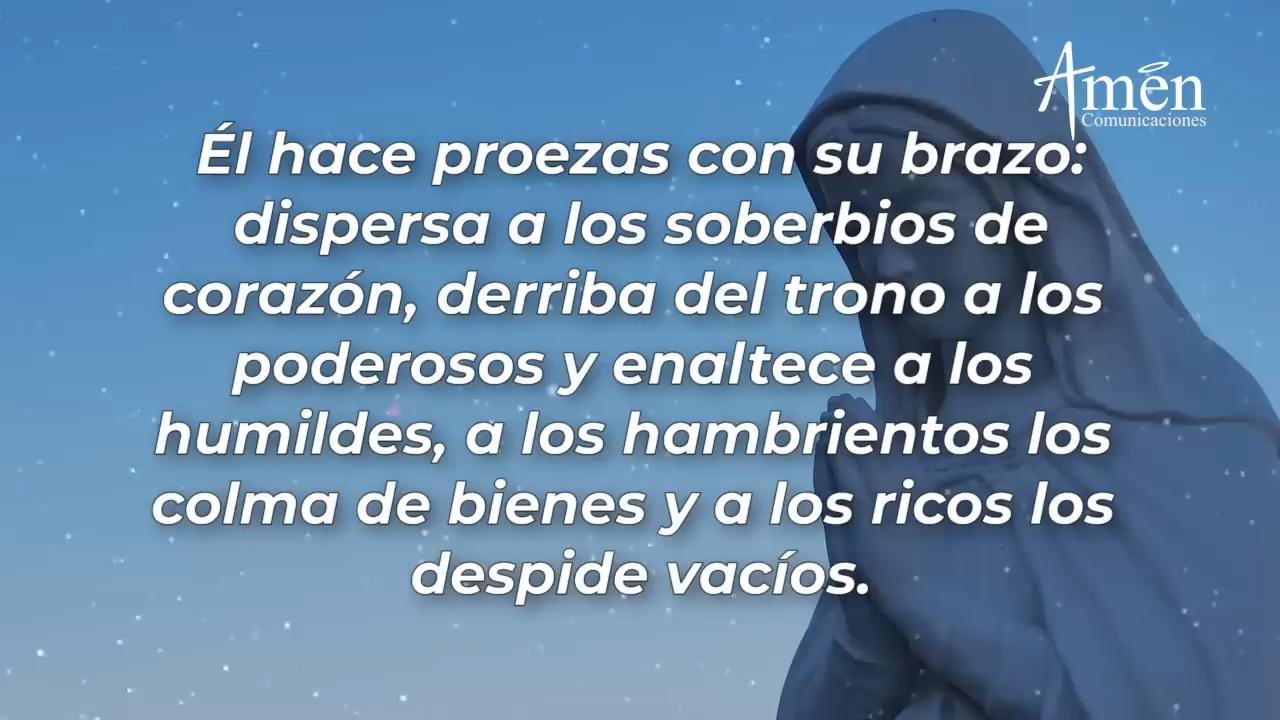 Amén
Comunicaciones
Él hace proezas con su brazo:
dispersa a los soberbios de
corazón, derriba del trono a los
poderosos y enaltece a los
humildes, a los hambrientos los
colma de bienes y a los ricos los
despide vacíos.